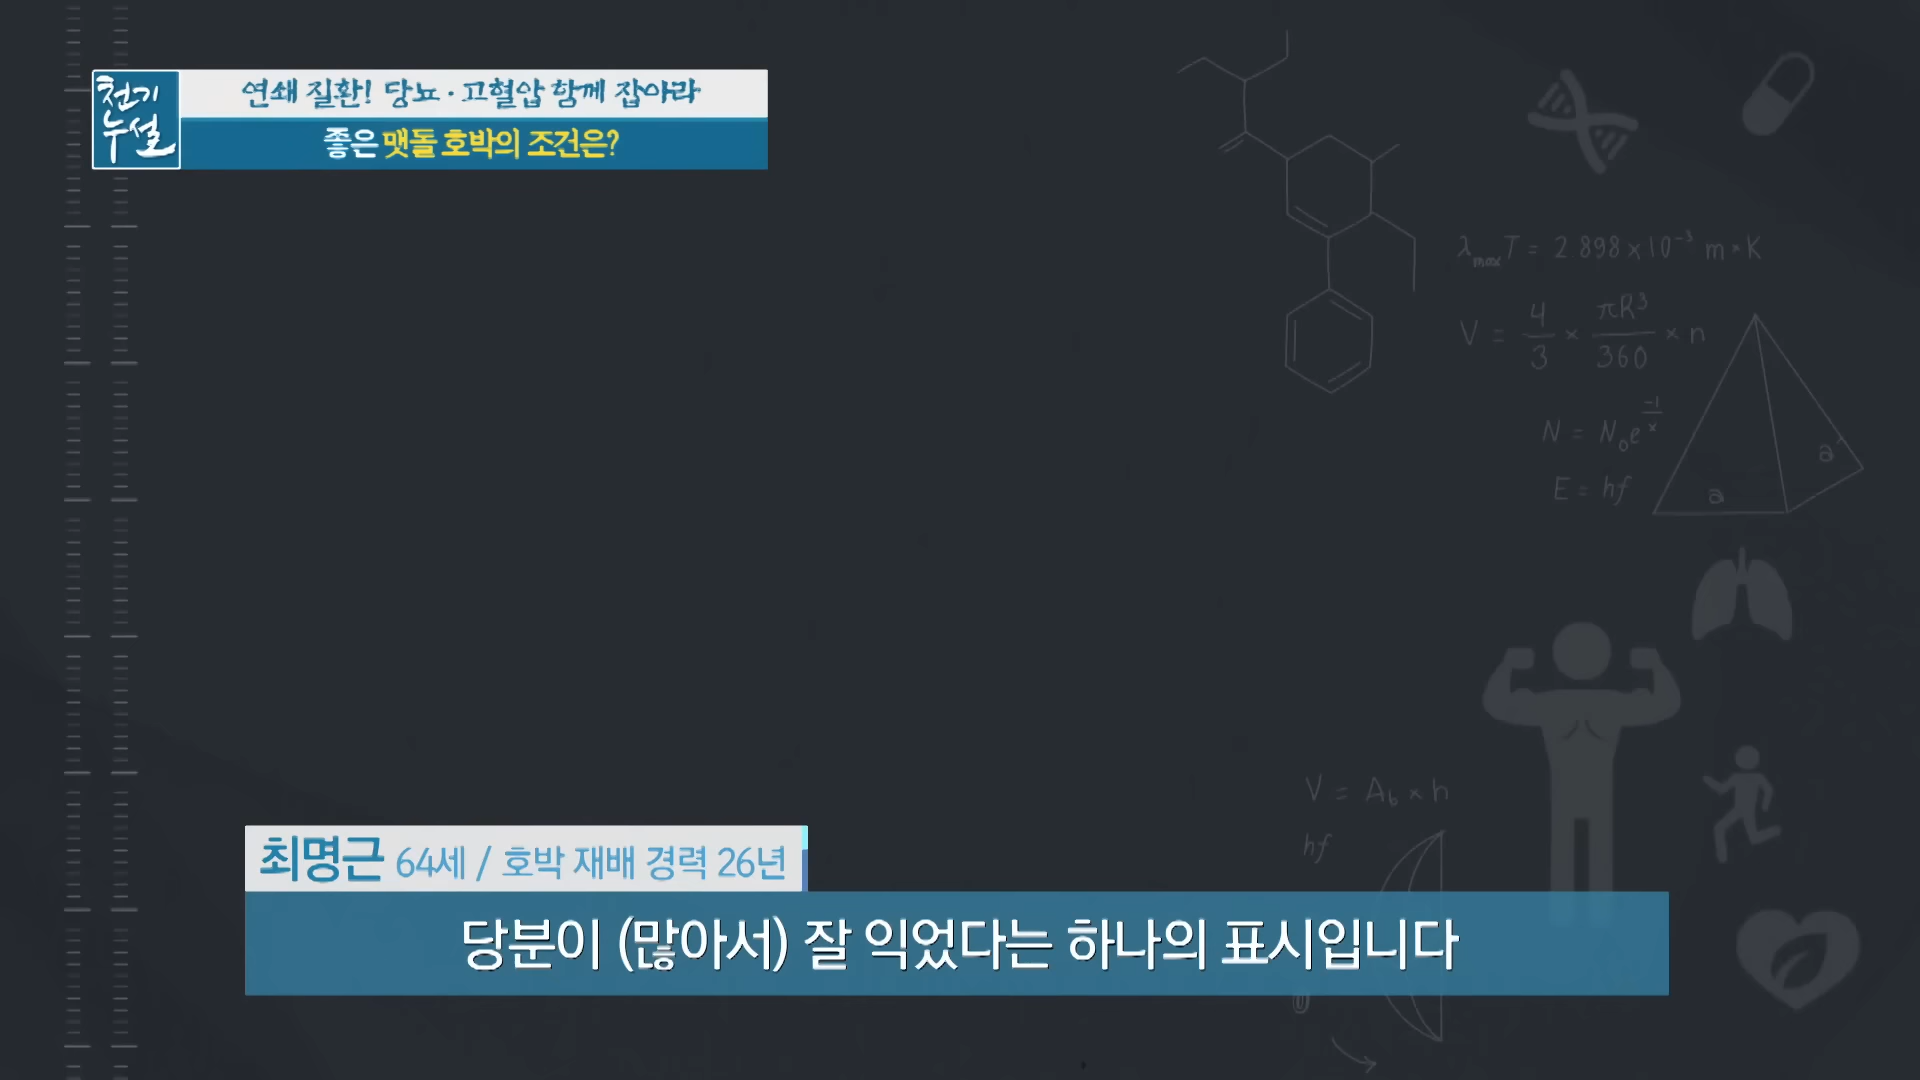 천기누설
연쇄 질환! 당뇨·고혈압 함께 잡아라
좋은 맷돌 호박의 조건은?
λmaxT = 2 898×10⁻³ m·K
V = 4/3 × πR³/360 × n
N = N₀e^(-1/x)
E = hf
a
a
V = A_b × h
hf
최명근 64세 / 호박 재배 경력 26년
당분이 (많아서) 잘 익었다는 하나의 표시입니다